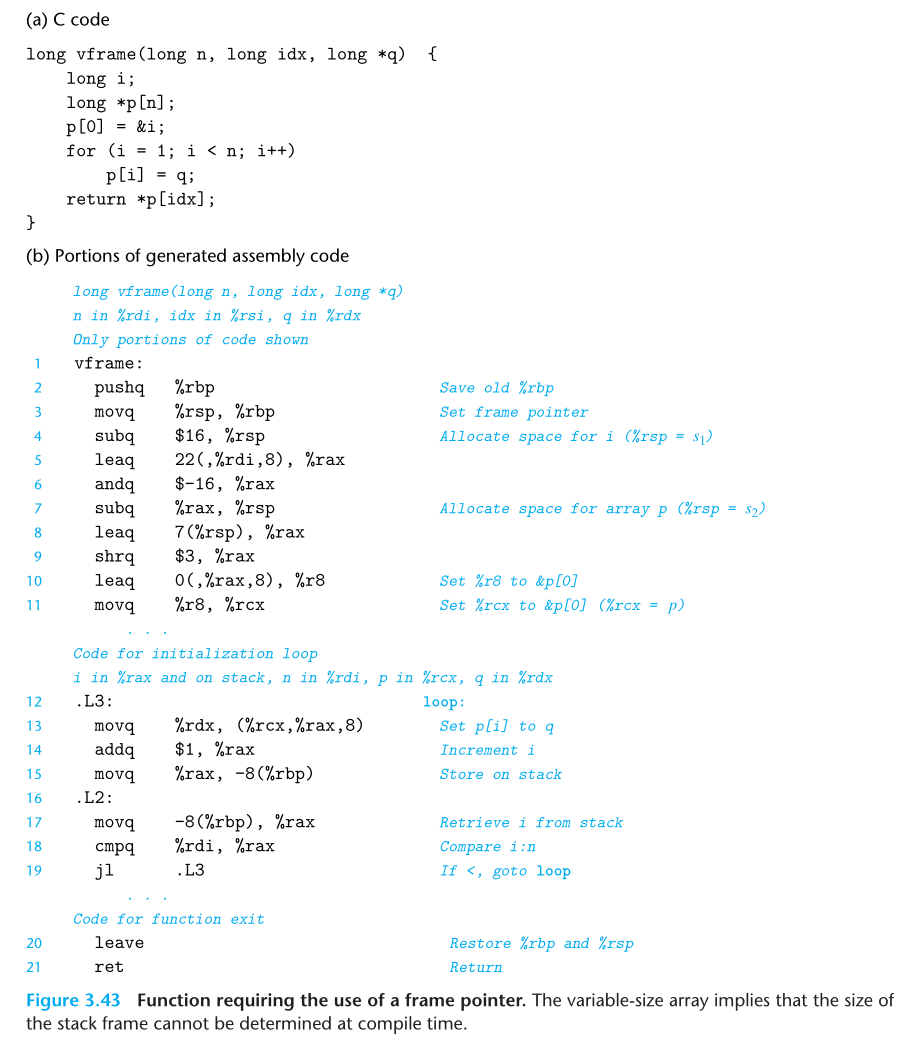 (a) C code
long vframe(long n, long idx, long *q)  {
    long i;
    long *p[n];
    p[0] = &i;
    for (i = 1; i < n; i++)
        p[i] = q;
    return *p[idx];
}
(b) Portions of generated assembly code
long vframe(long n, long idx, long *q)
n in %rdi, idx in %rsi, q in %rdx
Only portions of code shown
1 vframe:
2 pushq %rbp Save old %rbp
3 movq %rsp, %rbp Set frame pointer
4 subq $16, %rsp Allocate space for i (%rsp = s₁)
5 leaq 22(,%rdi,8), %rax
6 andq $-16, %rax
7 subq %rax, %rsp Allocate space for array p (%rsp = s₂)
8 leaq 7(%rsp), %rax
9 shrq $3, %rax
10 leaq 0(,%rax,8), %r8 Set %r8 to &p[0]
11 movq %r8, %rcx Set %rcx to &p[0] (%rcx = p)
. . .
Code for initialization loop
i in %rax and on stack, n in %rdi, p in %rcx, q in %rdx
12 .L3: loop:
13 movq %rdx, (%rcx,%rax,8) Set p[i] to q
14 addq $1, %rax Increment i
15 movq %rax, -8(%rbp) Store on stack
16 .L2:
17 movq -8(%rbp), %rax Retrieve i from stack
18 cmpq %rdi, %rax Compare i:n
19 jl .L3 If <, goto loop
. . .
Code for function exit
20 leave Restore %rbp and %rsp
21 ret Return
Figure 3.43 Function requiring the use of a frame pointer. The variable-size array implies that the size of
the stack frame cannot be determined at compile time.